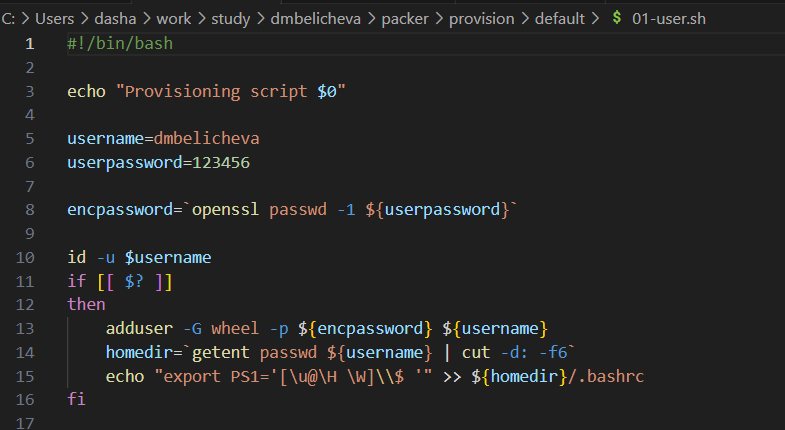 C: > Users > dasha > work > study > dmbelicheva > packer > provision > default > $ 01-user.sh
1 #!/bin/bash
2
3 echo "Provisioning script $0"
4
5 username=dmbelicheva
6 userpassword=123456
7
8 encpassword=`openssl passwd -1 ${userpassword}`
9
10 id -u $username
11 if [[ $? ]]
12 then
13     adduser -G wheel -p ${encpassword} ${username}
14     homedir=`getent passwd ${username} | cut -d: -f6`
15     echo "export PS1='[\u@\H \W]\\$ '" >> ${homedir}/.bashrc
16 fi
17